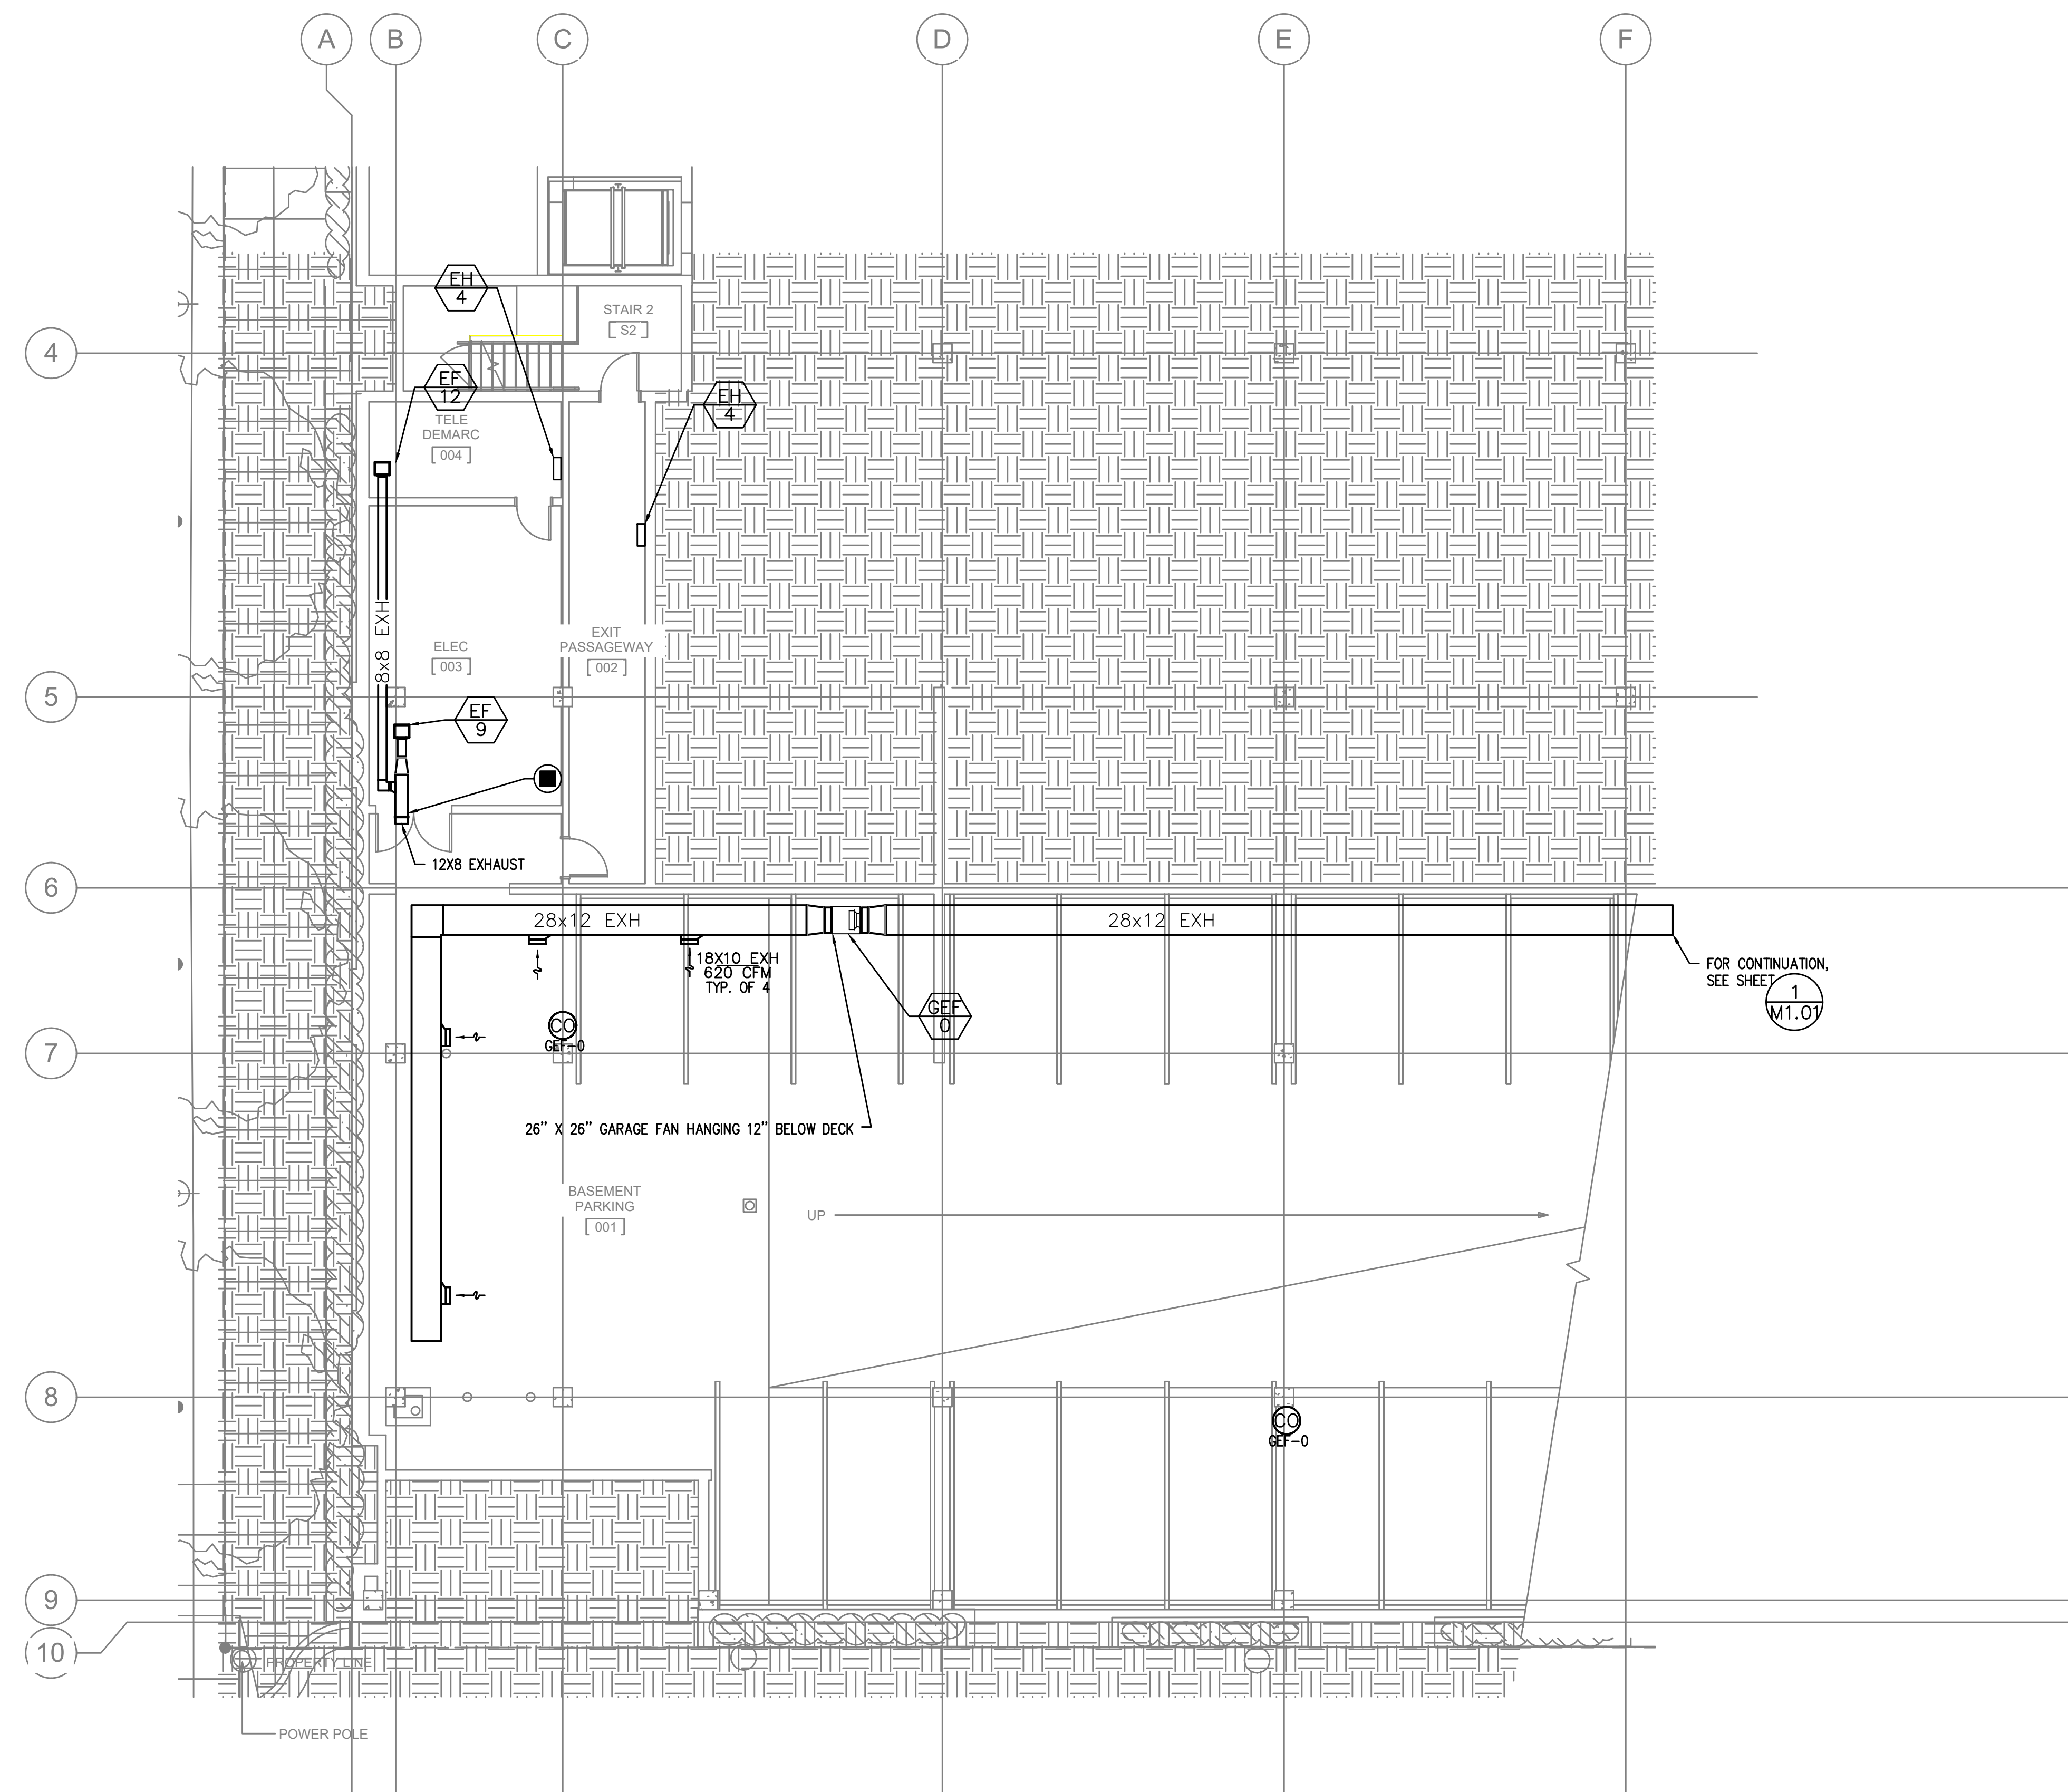 A
B
C
D
E
F
EH
4
STAIR 2
S2
4
EF
12
EH
4
TELE
DEMARC
004
8x8 EXH
ELEC
003
EXIT
PASSAGEWAY
002
5
EF
9
12X8 EXHAUST
6
28x12 EXH
28x12 EXH
18X10 EXH
620 CFM
TYP. OF 4
FOR CONTINUATION,
SEE SHEET
1
M1.01
GEF
0
CO
GEF-0
7
26" X 26" GARAGE FAN HANGING 12" BELOW DECK
BASEMENT
PARKING
001
UP
8
CO
GEF-0
9
10
PROPERTY LINE
POWER POLE